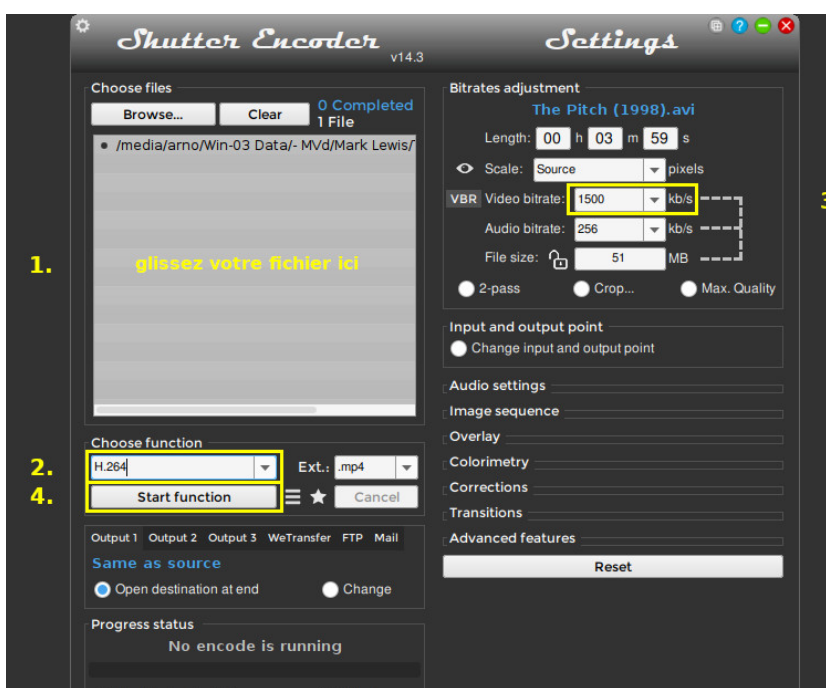 Shutter Encoder
v14.3
Settings
Choose files
Browse...
Clear
0 Completed
1 File
/media/arno/Win-03 Data/- MVd/Mark Lewis/
1.
glissez votre fichier ici
Choose function
2.
H.264
Ext.:
.mp4
4.
Start function
Cancel
Output 1 Output 2 Output 3 WeTransfer FTP Mail
Same as source
Open destination at end
Change
Progress status
No encode is running
Bitrates adjustment
The Pitch (1998).avi
Length: 00 h 03 m 59 s
Scale: Source pixels
VBR Video bitrate: 1500 kb/s
Audio bitrate: 256 kb/s
File size: 51 MB
2-pass
Crop...
Max. Quality
Input and output point
Change input and output point
Audio settings
Image sequence
Overlay
Colorimetry
Corrections
Transitions
Advanced features
Reset